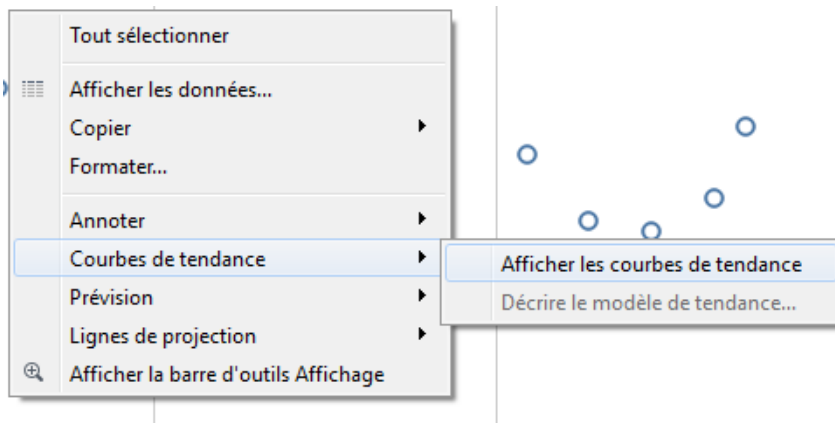 Tout sélectionner
Afficher les données...
Copier
Formater...
Annoter
Courbes de tendance
Afficher les courbes de tendance
Prévision
Décrire le modèle de tendance...
Lignes de projection
Afficher la barre d'outils Affichage